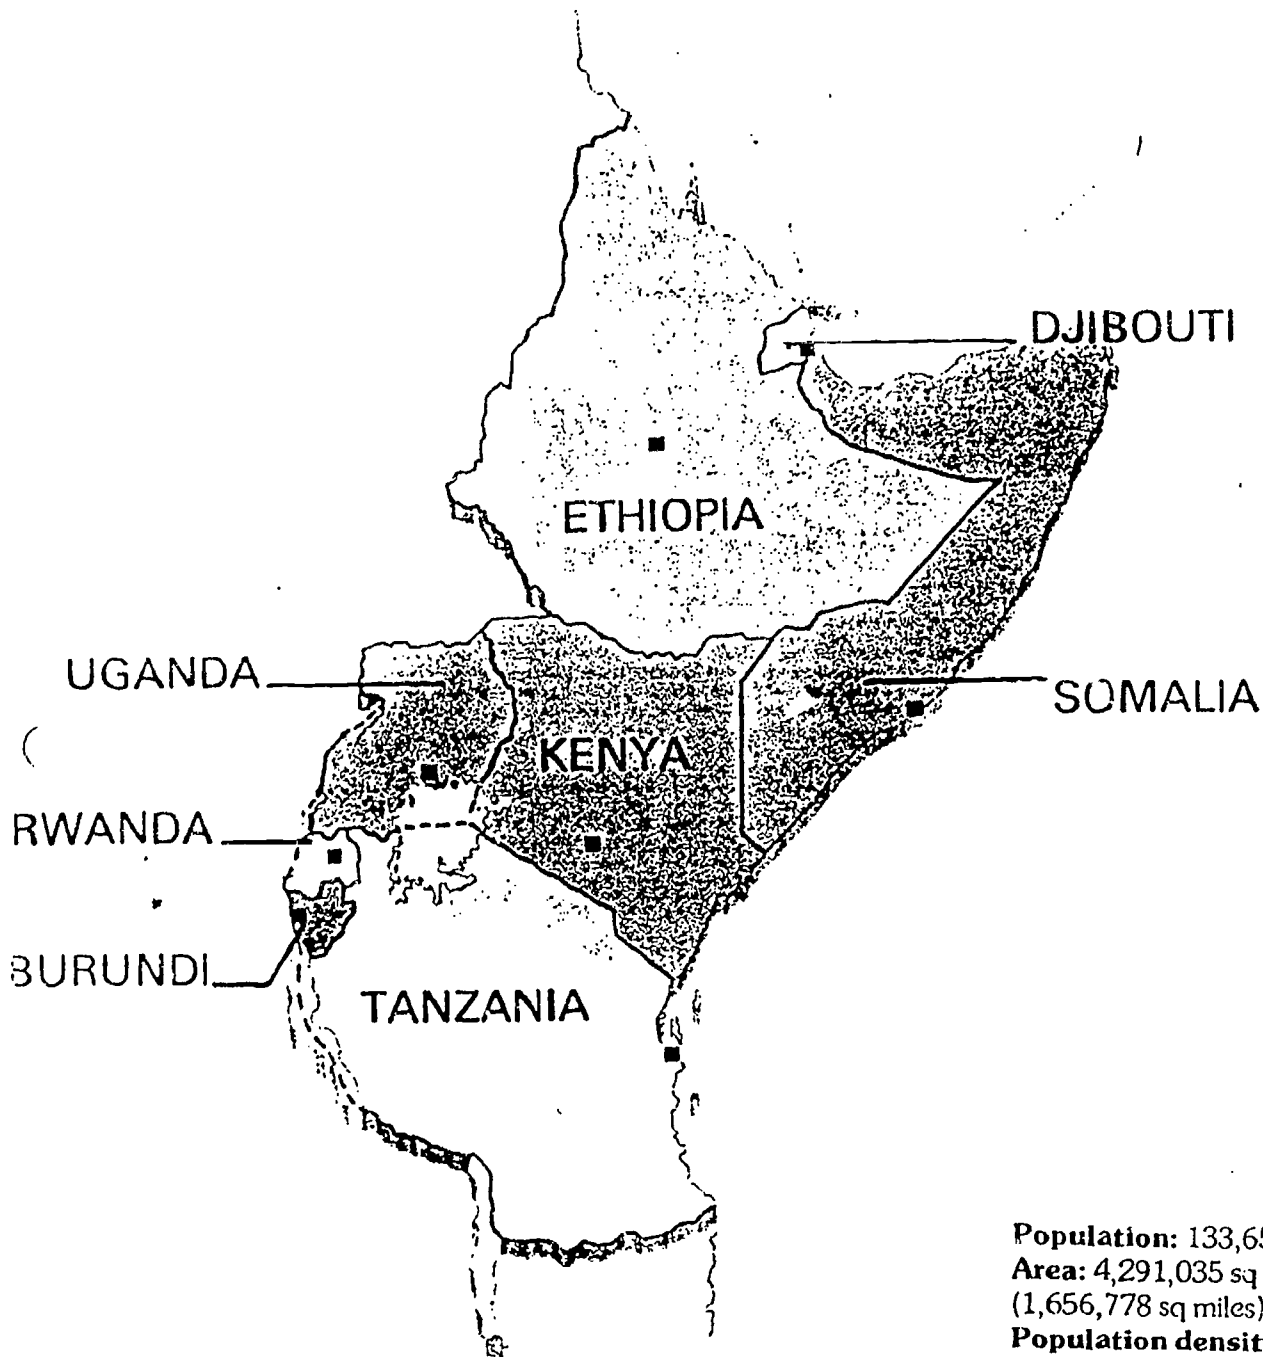 DJIBOUTI
ETHIOPIA
UGANDA
SOMALIA
KENYA
RWANDA
BURUNDI
TANZANIA
Population: 133,65
Area: 4,291,035 sq
(1,656,778 sq miles)
Population densit